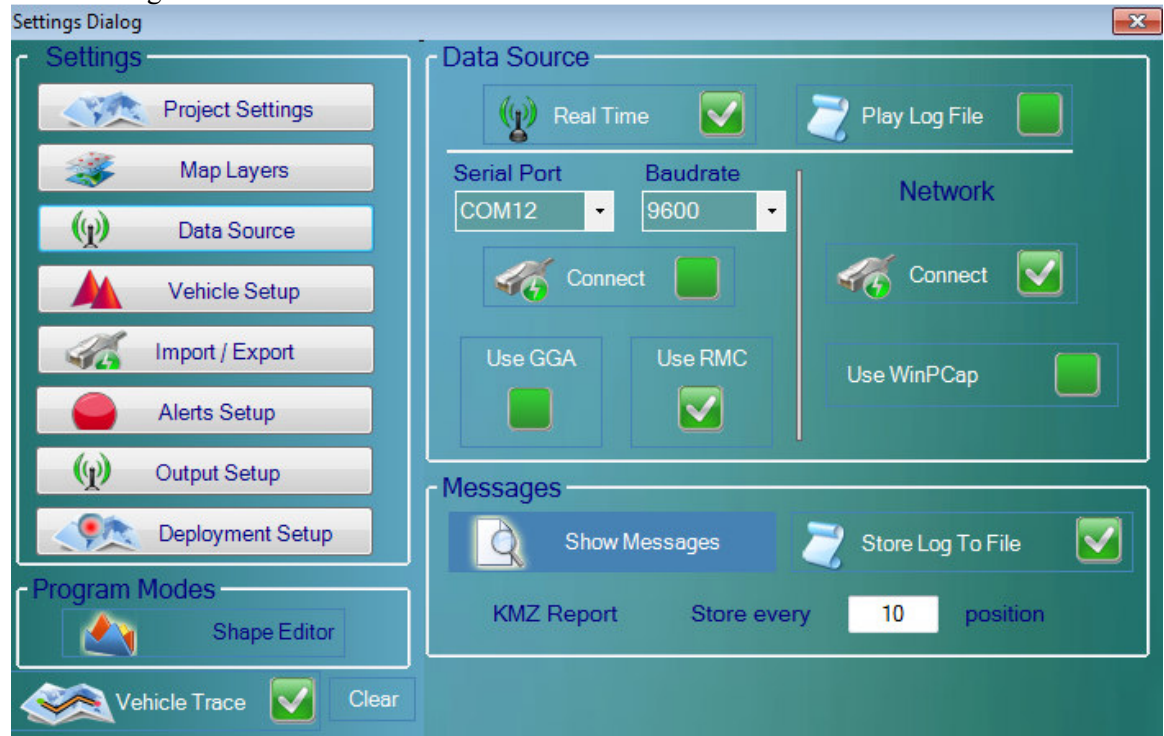 Settings Dialog
Settings
Project Settings
Map Layers
Data Source
Vehicle Setup
Import / Export
Alerts Setup
Output Setup
Deployment Setup
Program Modes
Shape Editor
Vehicle Trace
Clear
Data Source
Real Time
Play Log File
Serial Port Baudrate
COM12 9600
Connect
Use GGA Use RMC
Network
Connect
Use WinPCap
Messages
Show Messages
Store Log To File
KMZ Report Store every 10 position